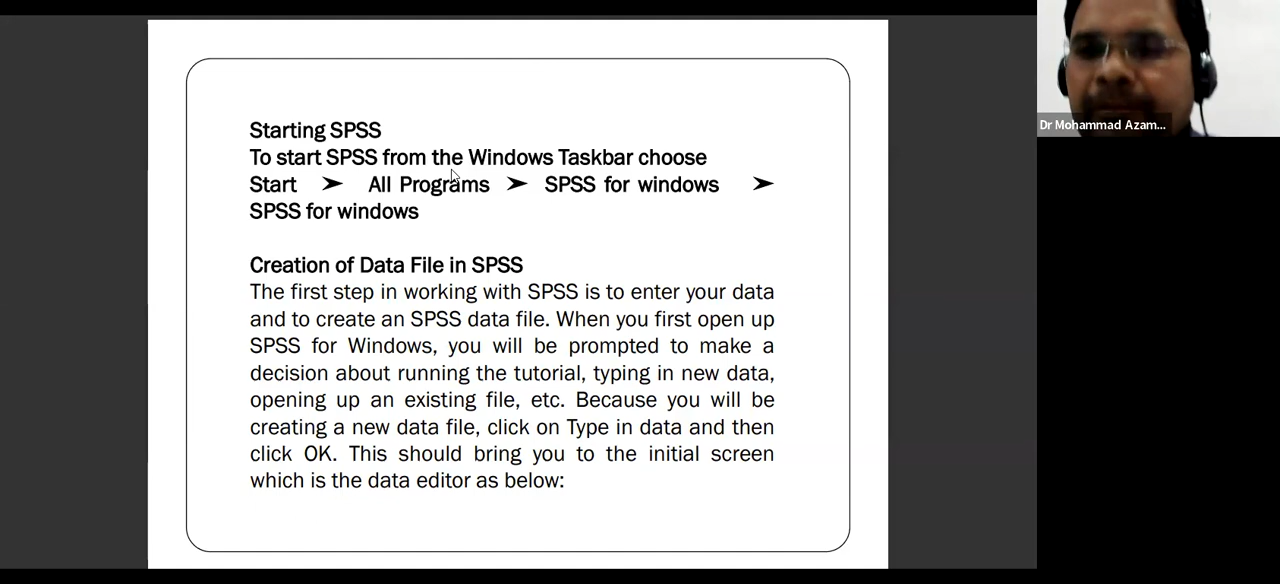 Starting SPSS
To start SPSS from the Windows Taskbar choose
Start ➤ All Programs ➤ SPSS for windows ➤
SPSS for windows
Creation of Data File in SPSS
The first step in working with SPSS is to enter your data
and to create an SPSS data file. When you first open up
SPSS for Windows, you will be prompted to make a
decision about running the tutorial, typing in new data,
opening up an existing file, etc. Because you will be
creating a new data file, click on Type in data and then
click OK. This should bring you to the initial screen
which is the data editor as below:
Dr Mohammad Azam...